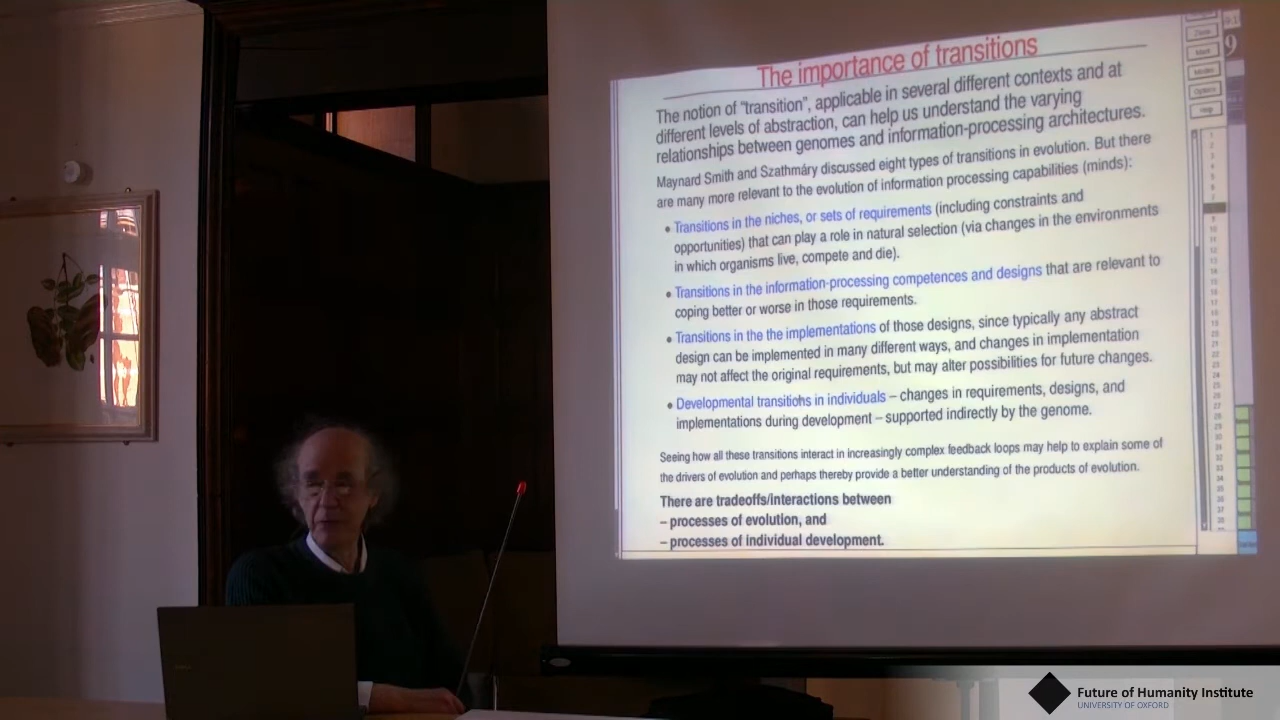 The importance of transitions
The notion of "transition", applicable in several different contexts and at
different levels of abstraction, can help us understand the varying
relationships between genomes and information-processing architectures.
Maynard Smith and Szathmáry discussed eight types of transitions in evolution. But there
are many more relevant to the evolution of information processing capabilities (minds):
• Transitions in the niches, or sets of requirements (including constraints and
opportunities) that can play a role in natural selection (via changes in the environments
in which organisms live, compete and die).
• Transitions in the information-processing competences and designs that are relevant to
coping better or worse in those requirements.
• Transitions in the the implementations of those designs, since typically any abstract
design can be implemented in many different ways, and changes in implementation
may not affect the original requirements, but may alter possibilities for future changes.
• Developmental transitions in individuals – changes in requirements, designs, and
implementations during development – supported indirectly by the genome.
Seeing how all these transitions interact in increasingly complex feedback loops may help to explain some of
the drivers of evolution and perhaps thereby provide a better understanding of the products of evolution.
There are tradeoffs/interactions between
– processes of evolution, and
– processes of individual development.
Future of Humanity Institute
UNIVERSITY OF OXFORD